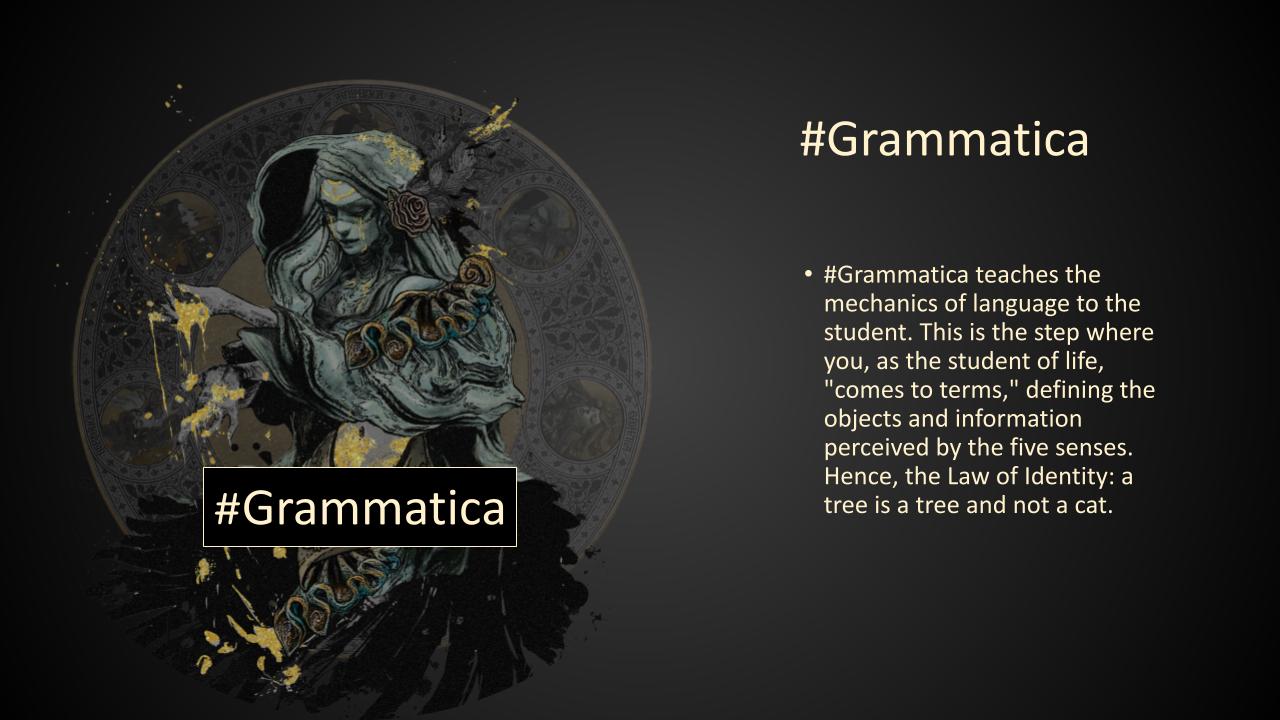 #Grammatica
• #Grammatica teaches the
mechanics of language to the
student. This is the step where
you, as the student of life,
"comes to terms," defining the
objects and information
perceived by the five senses.
Hence, the Law of Identity: a
tree is a tree and not a cat.
#Grammatica